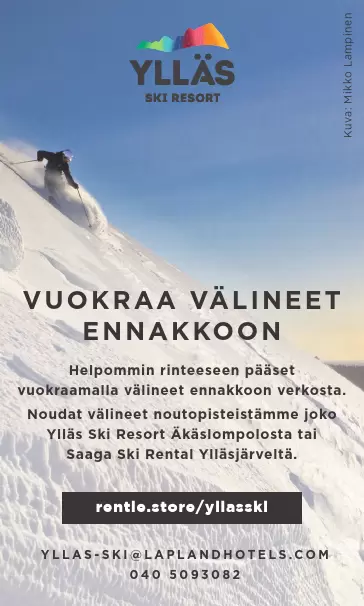 YLLÄS
SKI RESORT
Kuva: Mikko Lampinen
VUOKRAA VÄLINEET
ENNAKKOON
Helpommin rinteeseen pääset
vuokraamalla välineet ennakkoon verkosta.
Noudat välineet noutopisteistämme joko
Ylläs Ski Resort Äkäslompolosta tai
Saaga Ski Rental Ylläsjärveltä.
rentle.store/yllasski
YLLAS-SKI@LAPLANDHOTELS.COM
040 5093082